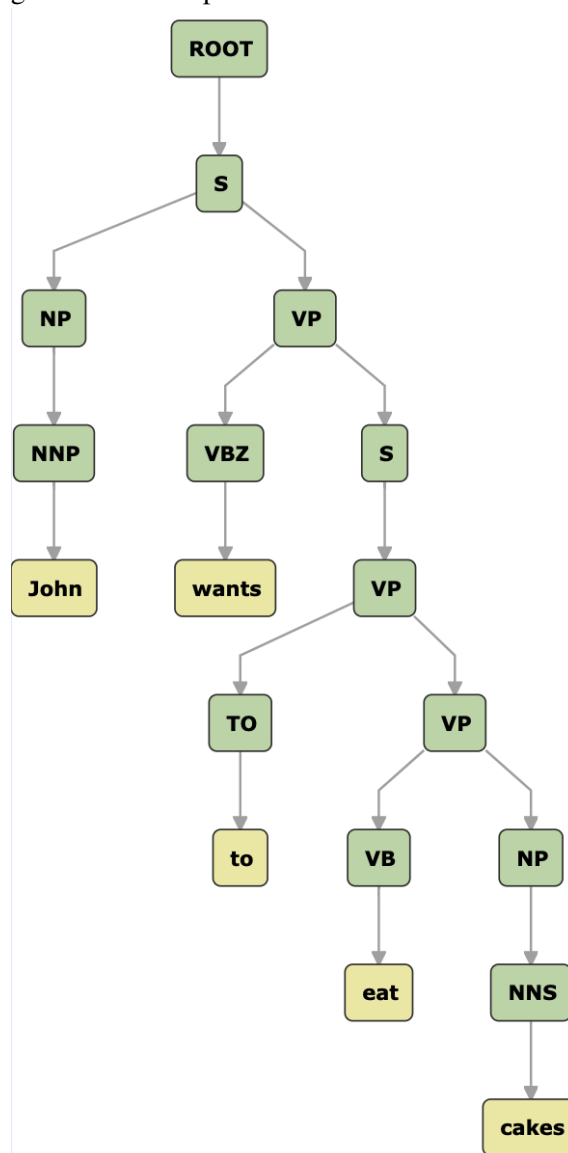 ROOT
S
NP VP
NNP VBZ S
John wants VP
TO VP
to VB NP
eat NNS
cakes